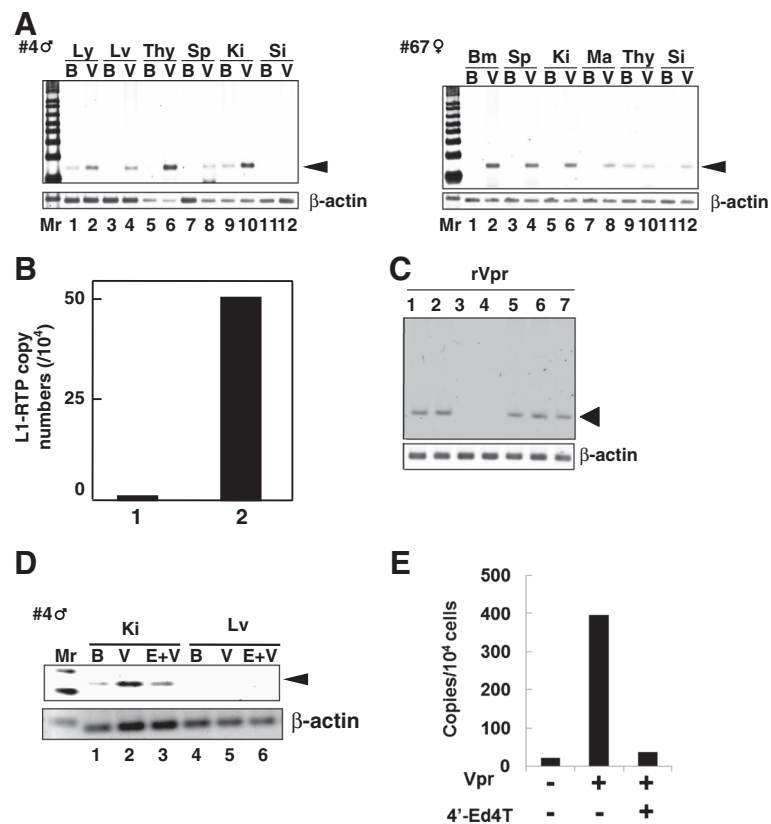 A
#4♂
Ly Lv Thy Sp Ki Si
B V B V B V B V B V B V
β-actin
Mr 1 2 3 4 5 6 7 8 9 10 11 12
#67♀
Bm Sp Ki Ma Thy Si
B V B V B V B V B V B V
β-actin
Mr 1 2 3 4 5 6 7 8 9 10 11 12
B
L1-RTP copy
numbers (/10⁴)
50
25
0
1 2
C
rVpr
1 2 3 4 5 6 7
β-actin
D
#4♂
Ki Lv
Mr B V E+V B V E+V
β-actin
1 2 3 4 5 6
E
Copies/10⁴ cells
500
400
300
200
100
0
Vpr - + +
4'-Ed4T - - +